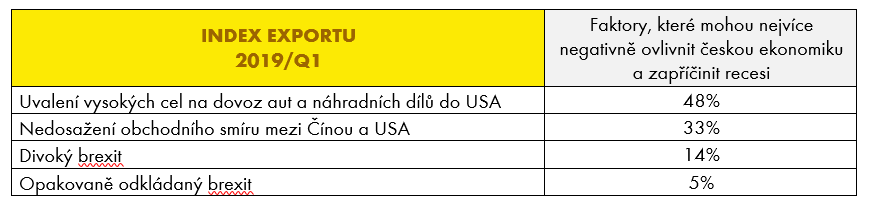 INDEX EXPORTU
2019/Q1
Faktory, které mohou nejvíce
negativně ovlivnit českou ekonomiku
a zapříčinit recesi
Uvalení vysokých cel na dovoz aut a náhradních dílů do USA 48%
Nedosažení obchodního smíru mezi Čínou a USA 33%
Divoký brexit 14%
Opakovaně odkládaný brexit 5%